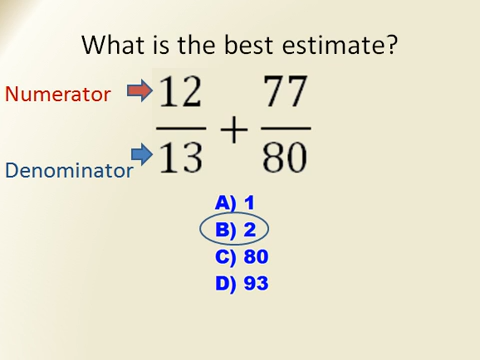 What is the best estimate?
Numerator
12/13 + 77/80
Denominator
A) 1
B) 2
C) 80
D) 93